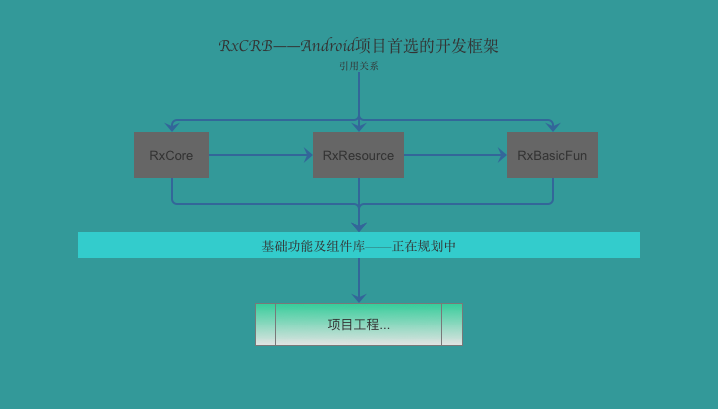 RxCRB——Android项目首选的开发框架
引用关系
RxCore
RxResource
RxBasicFun
基础功能及组件库——正在规划中
项目工程...